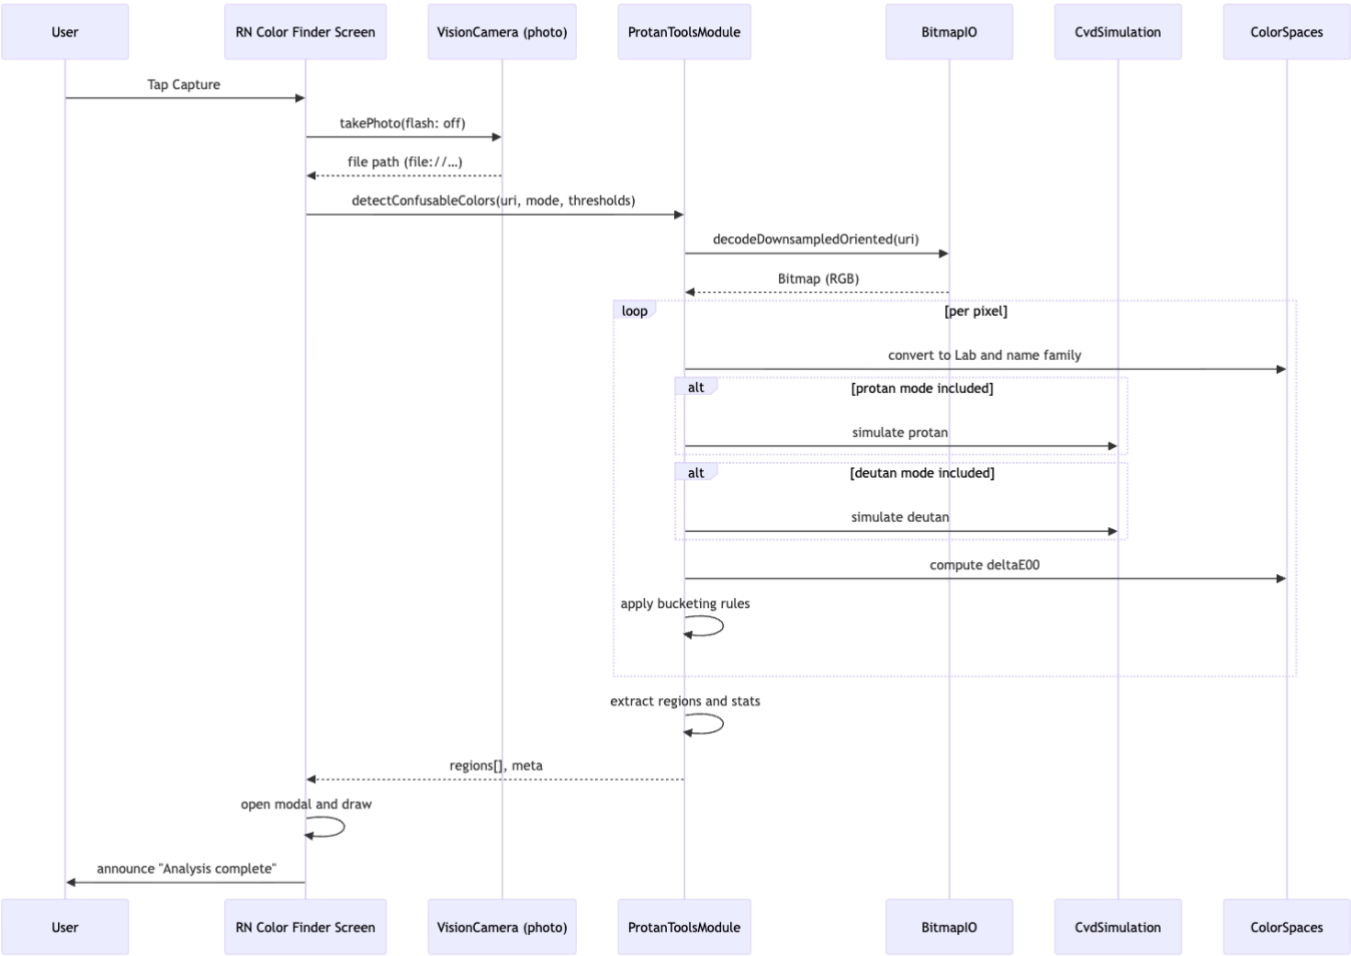 User
RN Color Finder Screen
VisionCamera (photo)
ProtanToolsModule
BitmapIO
CvdSimulation
ColorSpaces
Tap Capture
takePhoto(flash: off)
file path (file://…)
detectConfusableColors(uri, mode, thresholds)
decodeDownsampledOriented(uri)
Bitmap (RGB)
loop
[per pixel]
convert to Lab and name family
alt
[protan mode included]
simulate protan
alt
[deutan mode included]
simulate deutan
compute deltaE00
apply bucketing rules
extract regions and stats
regions[], meta
open modal and draw
announce "Analysis complete"
User
RN Color Finder Screen
VisionCamera (photo)
ProtanToolsModule
BitmapIO
CvdSimulation
ColorSpaces